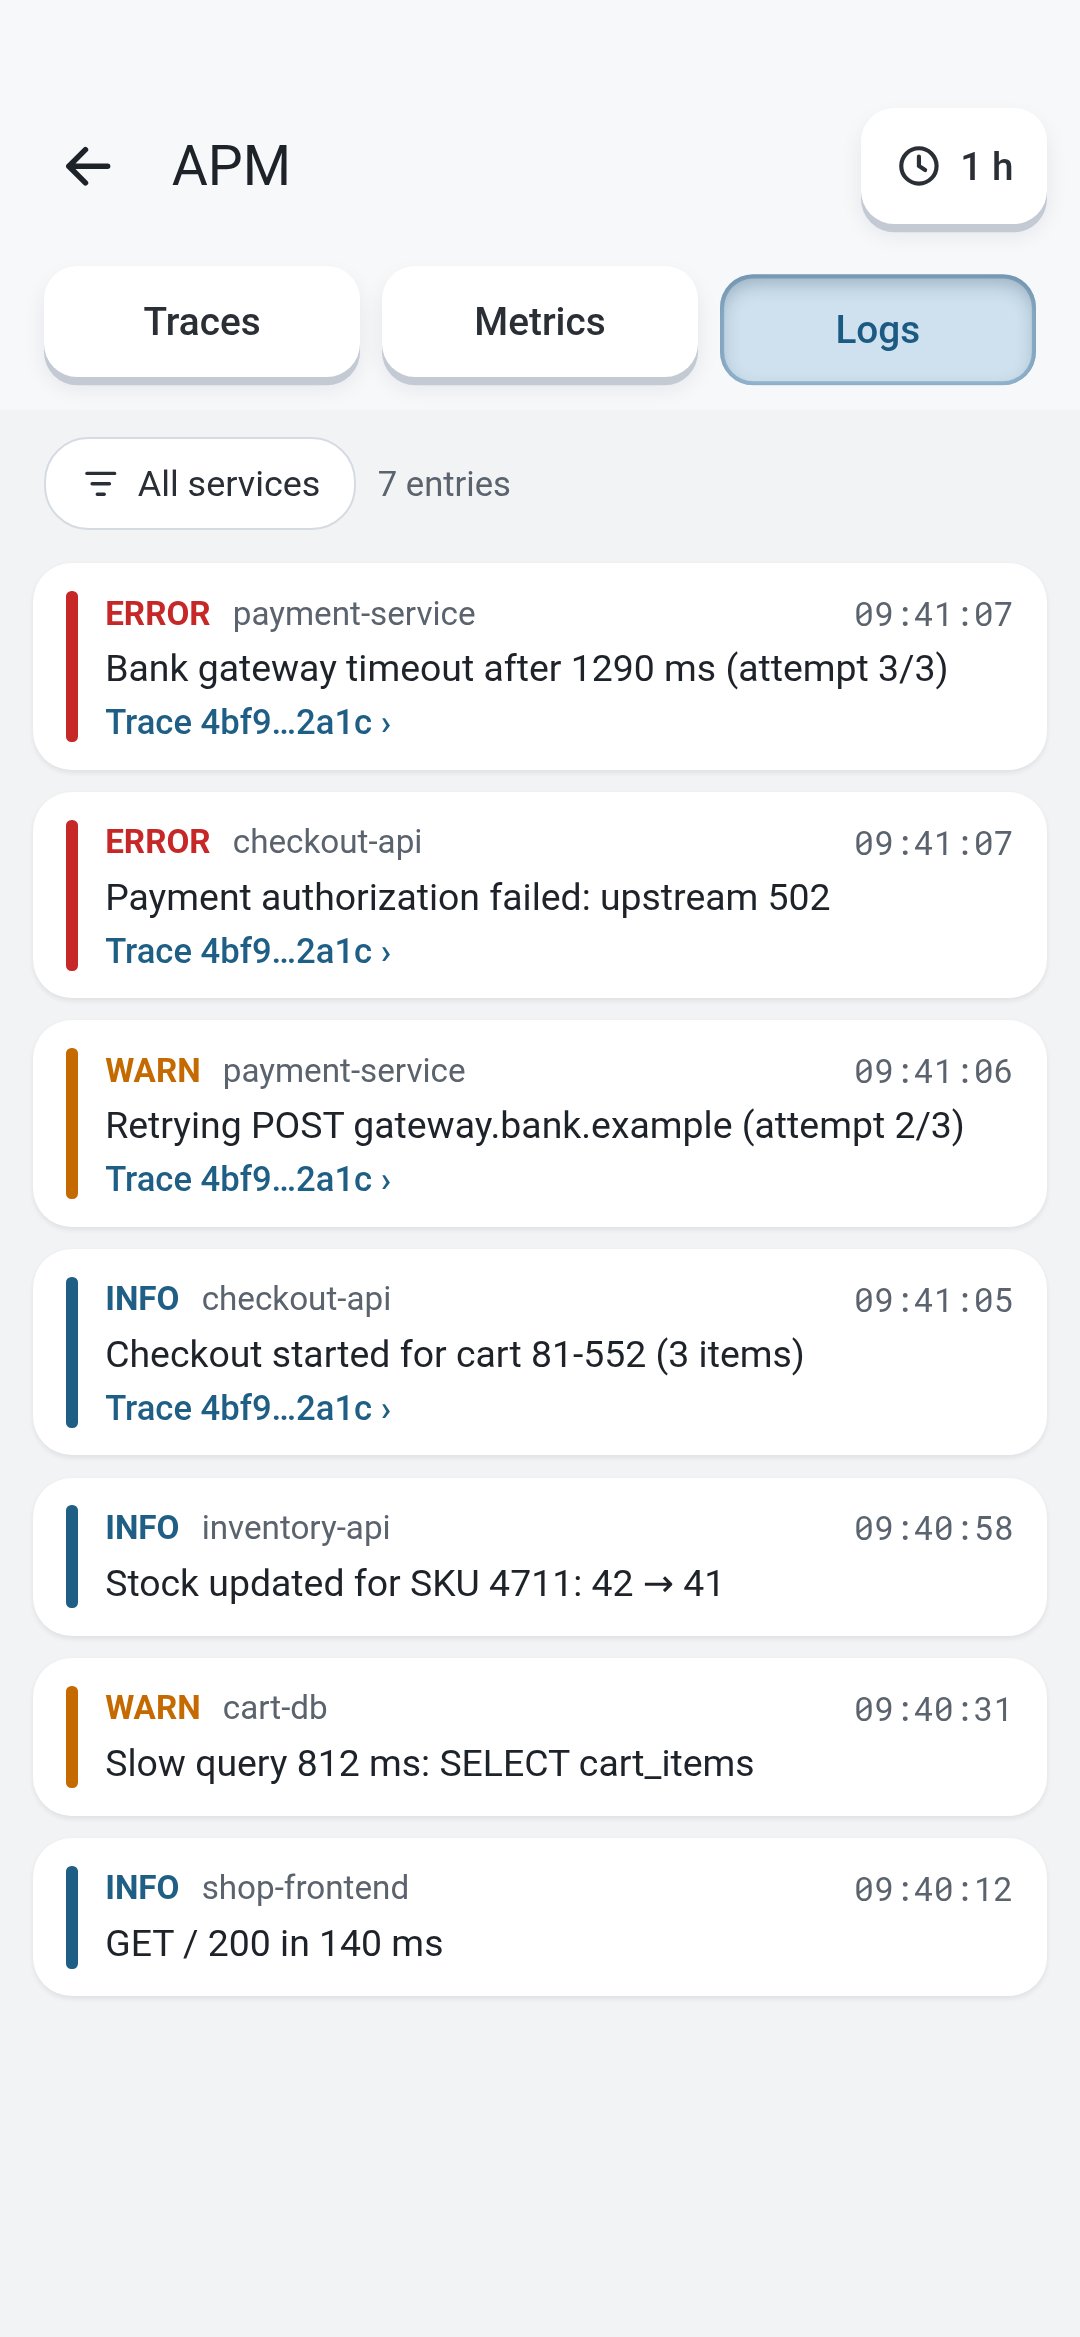 APM
1 h
Traces
Metrics
Logs
All services
7 entries
ERROR payment-service 09:41:07
Bank gateway timeout after 1290 ms (attempt 3/3)
Trace 4bf9…2a1c ›
ERROR checkout-api 09:41:07
Payment authorization failed: upstream 502
Trace 4bf9…2a1c ›
WARN payment-service 09:41:06
Retrying POST gateway.bank.example (attempt 2/3)
Trace 4bf9…2a1c ›
INFO checkout-api 09:41:05
Checkout started for cart 81-552 (3 items)
Trace 4bf9…2a1c ›
INFO inventory-api 09:40:58
Stock updated for SKU 4711: 42 → 41
WARN cart-db 09:40:31
Slow query 812 ms: SELECT cart_items
INFO shop-frontend 09:40:12
GET / 200 in 140 ms